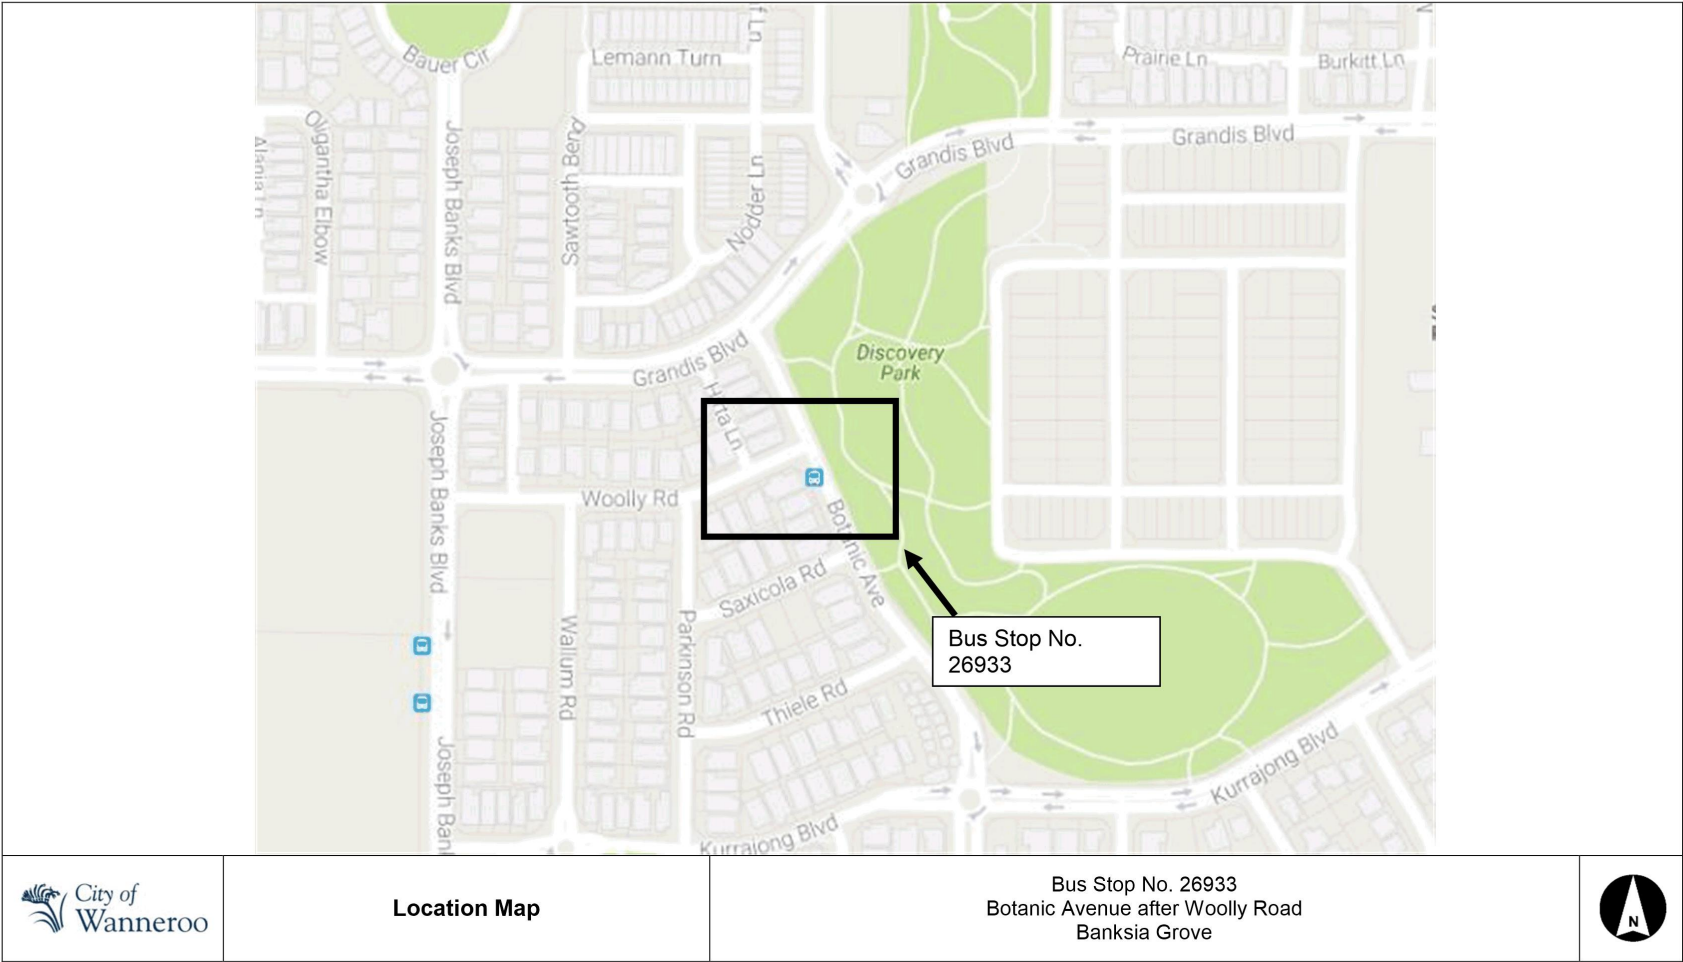 Bauer Cir
Lemann Turn
Prairie Ln
Burkitt Ln
Oligantha Elbow
Joseph Banks Blvd
Sawtooth Bend
Nodder Ln
Grandis Blvd
Grandis Blvd
Grandis Blvd
Discovery
Park
Joseph Banks Blvd
Woolly Rd
Botanic Ave
Saxicola Rd
Wallum Rd
Parkinson Rd
Thiele Rd
Bus Stop No.
26933
Joseph Ban
Kurrajong Blvd
Kurrajong Blvd
City of
Wanneroo
Location Map
Bus Stop No. 26933
Botanic Avenue after Woolly Road
Banksia Grove
N